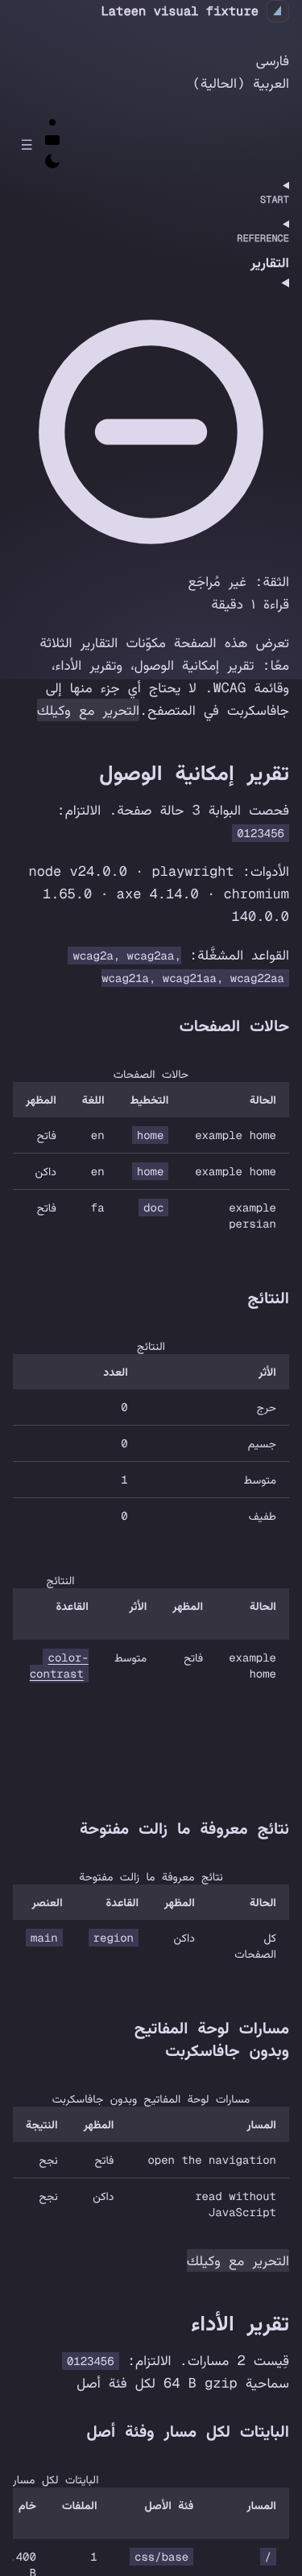 Lateen visual fixture
فارسی
العربية (الحالية)
START
REFERENCE
التقارير
الثقة: غير مُراجَع
قراءة ١ دقيقة
تعرض هذه الصفحة مكوّنات التقارير الثلاثة
معًا: تقرير إمكانية الوصول، وتقرير الأداء،
وقائمة WCAG. لا يحتاج أي جزء منها إلى
جافاسكربت في المتصفح.التحرير مع وكيلك
تقرير إمكانية الوصول
فحصت البوابة 3 حالة صفحة. الالتزام:
0123456
الأدوات: node v24.0.0 · playwright
1.65.0 · axe 4.14.0 · chromium
140.0.0
القواعد المشغَّلة: wcag2a, wcag2aa,
wcag21a, wcag21aa, wcag22aa
حالات الصفحات
حالات الصفحات
الحالة التخطيط اللغة المظهر
example home home en فاتح
example home home en داكن
example doc fa فاتح
persian
النتائج
النتائج
الأثر العدد
حرج 0
جسيم 0
متوسط 1
طفيف 0
النتائج
الحالة المظهر الأثر القاعدة
example فاتح متوسط color-
home contrast
نتائج معروفة ما زالت مفتوحة
نتائج معروفة ما زالت مفتوحة
الحالة المظهر القاعدة العنصر
كل داكن region main
الصفحات
مسارات لوحة المفاتيح
وبدون جافاسكربت
مسارات لوحة المفاتيح وبدون جافاسكربت
المسار المظهر النتيجة
open the navigation فاتح نجح
read without داكن نجح
JavaScript
التحرير مع وكيلك
تقرير الأداء
قِيست 2 مسارات. الالتزام: 0123456
سماحية 64 B gzip لكل فئة أصل
البايتات لكل مسار وفئة أصل
البايتات لكل مسار
المسار فئة الأصل الملفات خام
/ css/base 1 400
B